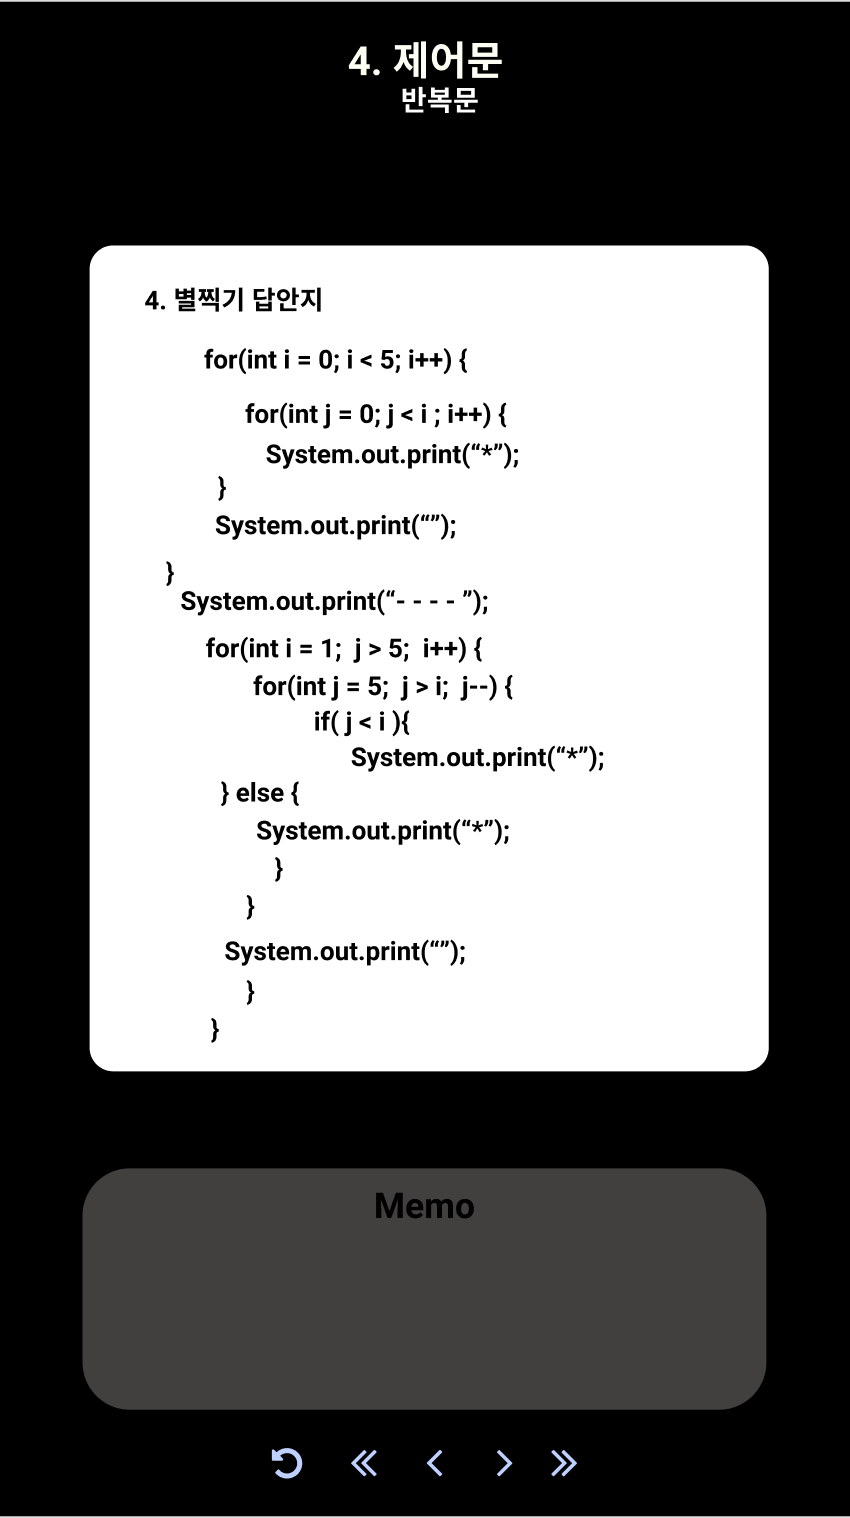 4. 제어문
반복문
4. 별찍기 답안지
for(int i = 0; i < 5; i++) {
for(int j = 0; j < i ; i++) {
System.out.print(“*”);
}
System.out.print(“”);
}
System.out.print(“- - - - ”);
for(int i = 1;  j > 5;  i++) {
for(int j = 5;  j > i;  j--) {
if( j < i ){
System.out.print(“*”);
} else {
System.out.print(“*”);
}
}
System.out.print(“”);
}
}
Memo